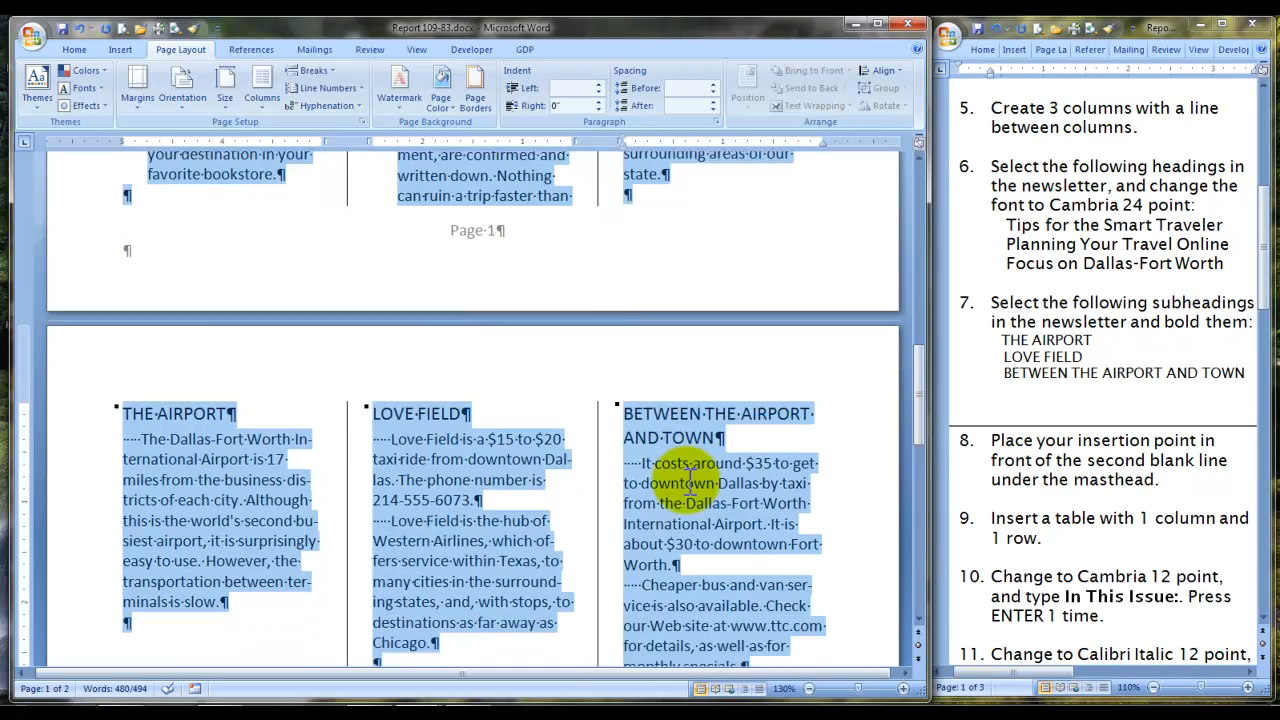 Report 109-83.docx - Microsoft Word
Home Insert Page Layout References Mailings Review View Developer GDP
Themes
Colors
Fonts
Effects
Themes
Margins Orientation Size Columns
Breaks
Line Numbers
Hyphenation
Page Setup
Watermark Page Color Page Borders
Page Background
Indent
Left:
Right: 0"
Spacing
Before:
After:
Paragraph
Position
Bring to Front
Send to Back
Text Wrapping
Align
Group
Rotate
Arrange
your·destination·in·your·
favorite·bookstore.¶
¶
ment,·are·confirmed·and·
written·down.·Nothing·
can·ruin·a·trip·faster·than·
surrounding·areas·of·our·
state.¶
¶
Page·1¶
¶
THE·AIRPORT¶
·····The·Dallas-Fort·Worth·In-
ternational·Airport·is·17·
miles·from·the·business·dis-
tricts·of·each·city.·Although·
this·is·the·world's·second·bu-
siest·airport,·it·is·surprisingly·
easy·to·use.·However,·the·
transportation·between·ter-
minals·is·slow.¶
¶
LOVE·FIELD¶
·····Love·Field·is·a·$15·to·$20·
taxi·ride·from·downtown·Dal-
las.·The·phone·number·is·
214-555-6073.¶
·····Love·Field·is·the·hub·of·
Western·Airlines,·which·of-
fers·service·within·Texas,·to·
many·cities·in·the·surround-
ing·states,·and,·with·stops,·to·
destinations·as·far·away·as·
Chicago.¶
¶
BETWEEN·THE·AIRPORT·
AND·TOWN¶
·····It·costs·around·$35·to·get·
to·downtown·Dallas·by·taxi·
from·the·Dallas-Fort·Worth·
International·Airport.·It·is·
about·$30·to·downtown·Fort·
Worth.¶
·····Cheaper·bus·and·van·ser-
vice·is·also·available.·Check·
our·Web·site·at·www.ttc.com·
for·details,·as·well·as·for·
monthly·specials.¶
Page: 1 of 2 Words: 480/494 130%
Repo...
Home Insert Page La Referer Mailing Review View Develop
5. Create 3 columns with a line
between columns.
6. Select the following headings in
the newsletter, and change the
font to Cambria 24 point:
Tips for the Smart Traveler
Planning Your Travel Online
Focus on Dallas-Fort Worth
7. Select the following subheadings
in the newsletter and bold them:
THE AIRPORT
LOVE FIELD
BETWEEN THE AIRPORT AND TOWN
8. Place your insertion point in
front of the second blank line
under the masthead.
9. Insert a table with 1 column and
1 row.
10. Change to Cambria 12 point,
and type In This Issue:. Press
ENTER 1 time.
11. Change to Calibri Italic 12 point,
Page: 1 of 3 110%